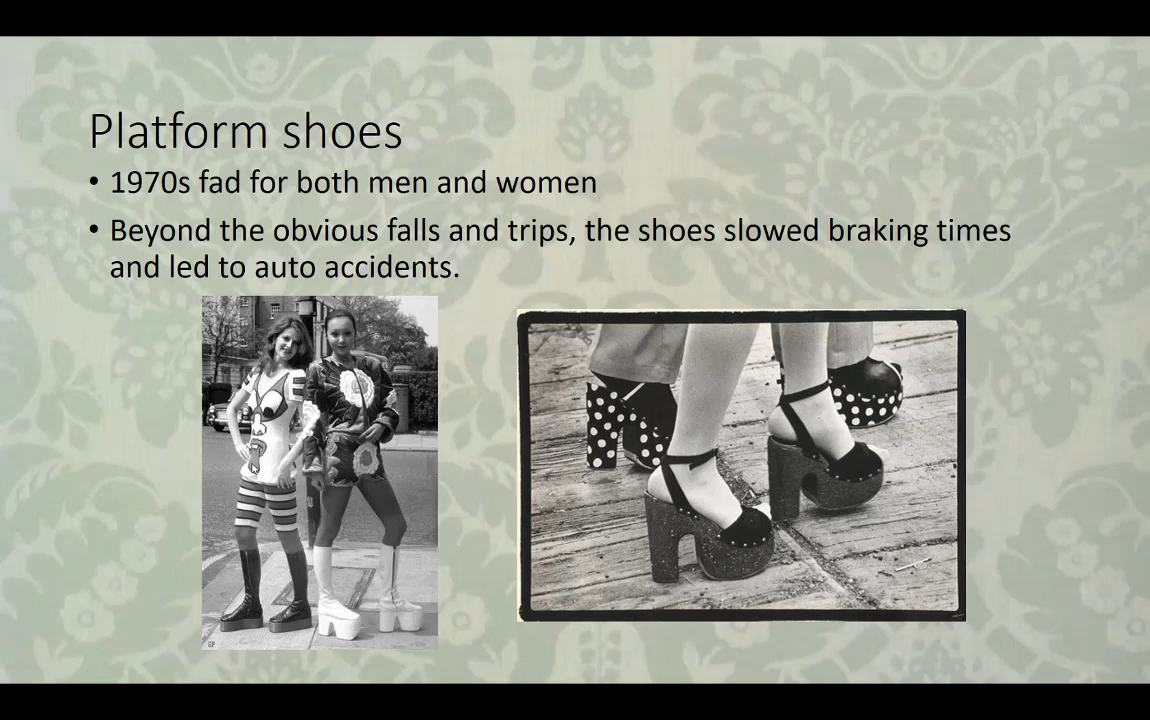 Platform shoes
• 1970s fad for both men and women
• Beyond the obvious falls and trips, the shoes slowed braking times
and led to auto accidents.
GP